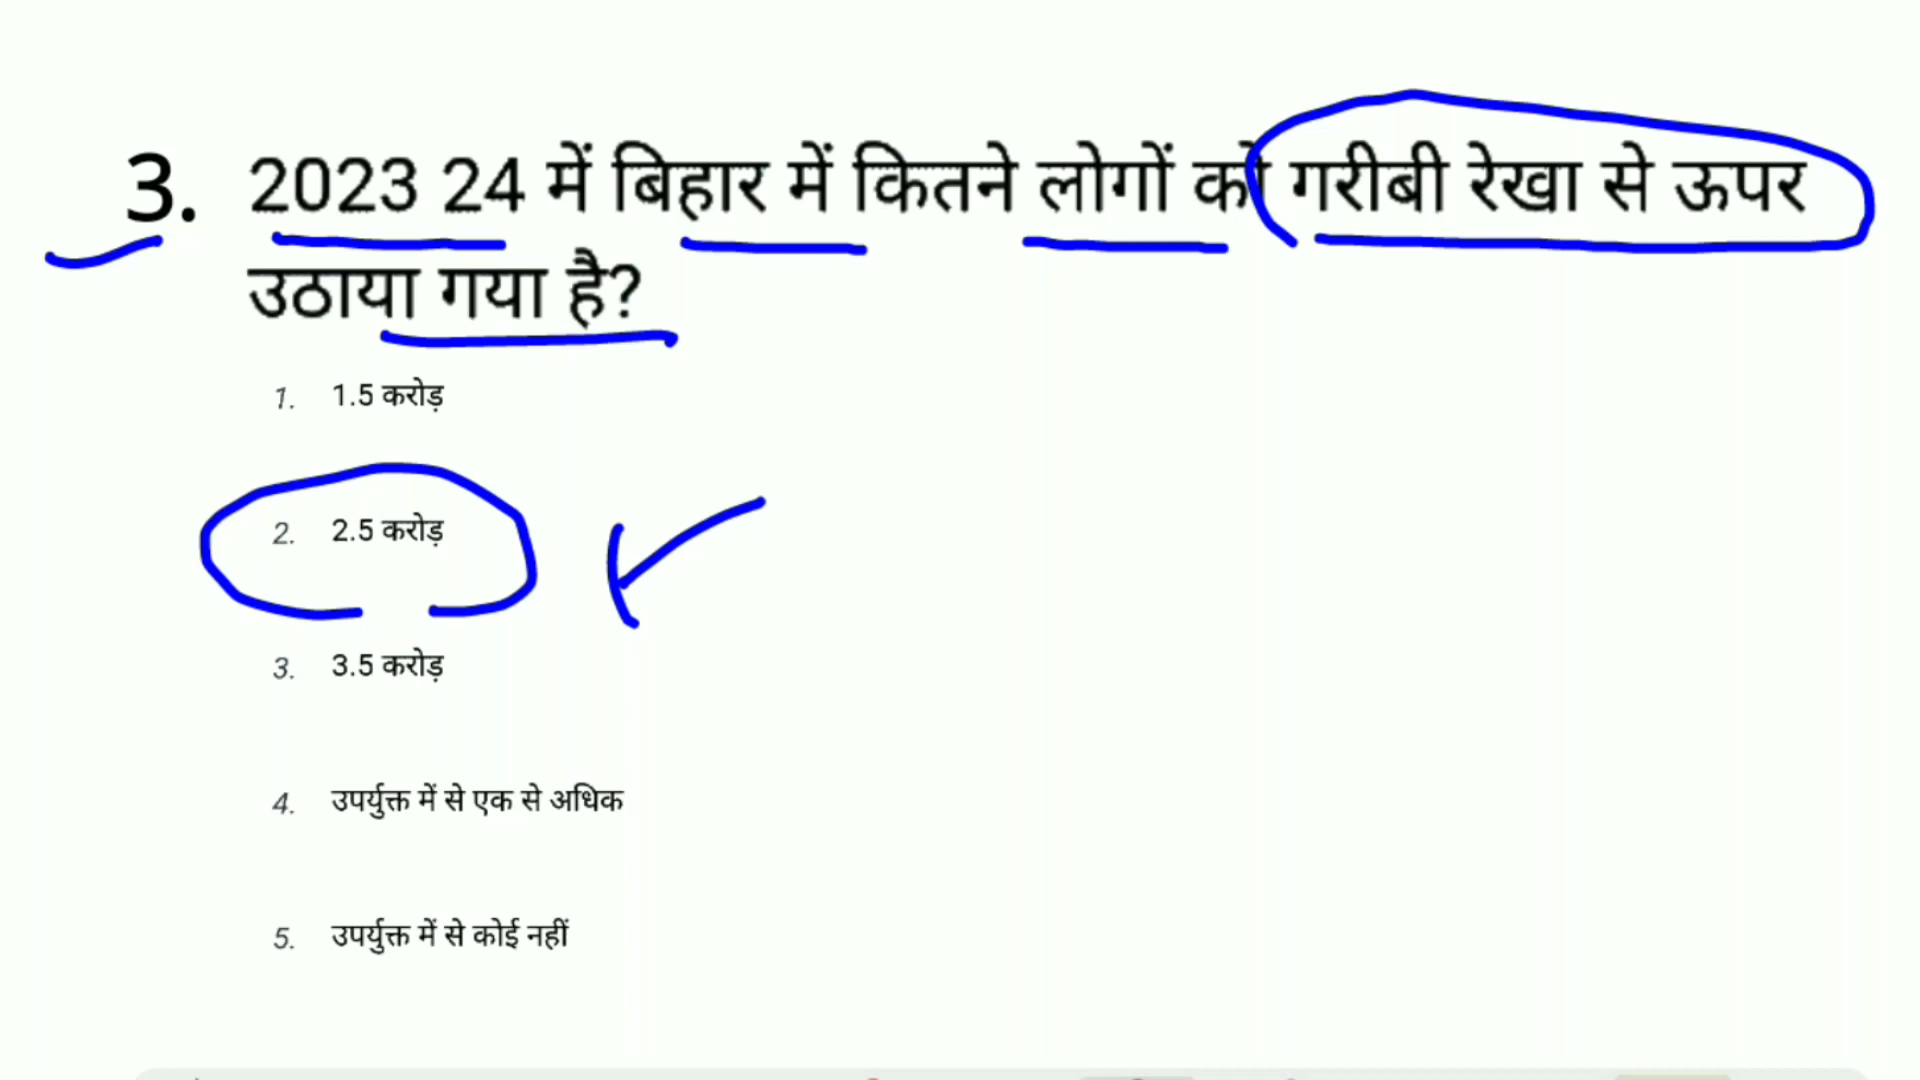 3. 2023 24 में बिहार में कितने लोगों को गरीबी रेखा से ऊपर
उठाया गया है?
1. 1.5 करोड़
2. 2.5 करोड़
3. 3.5 करोड़
4. उपर्युक्त में से एक से अधिक
5. उपर्युक्त में से कोई नहीं